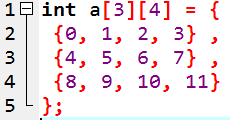 1 int a[3][4] = {
2 {0, 1, 2, 3} ,
3 {4, 5, 6, 7} ,
4 {8, 9, 10, 11}
5 };